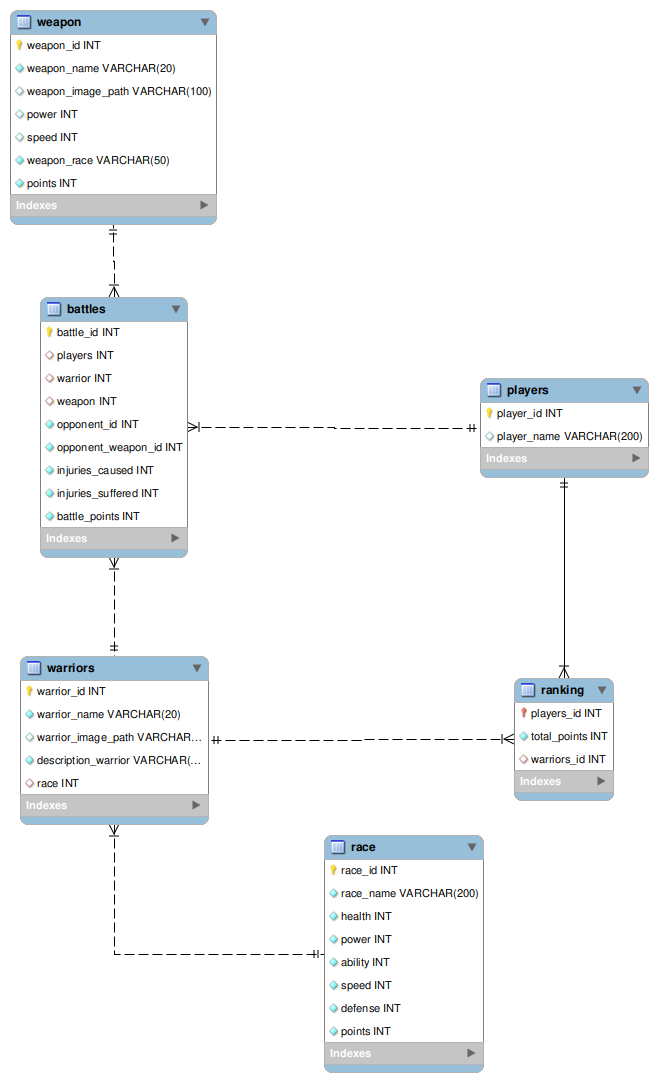 weapon
weapon_id INT
weapon_name VARCHAR(20)
weapon_image_path VARCHAR(100)
power INT
speed INT
weapon_race VARCHAR(50)
points INT
Indexes
battles
battle_id INT
players INT
warrior INT
weapon INT
opponent_id INT
opponent_weapon_id INT
injuries_caused INT
injuries_suffered INT
battle_points INT
Indexes
players
player_id INT
player_name VARCHAR(200)
Indexes
warriors
warrior_id INT
warrior_name VARCHAR(20)
warrior_image_path VARCHAR...
description_warrior VARCHAR(...
race INT
Indexes
ranking
players_id INT
total_points INT
warriors_id INT
Indexes
race
race_id INT
race_name VARCHAR(200)
health INT
power INT
ability INT
speed INT
defense INT
points INT
Indexes